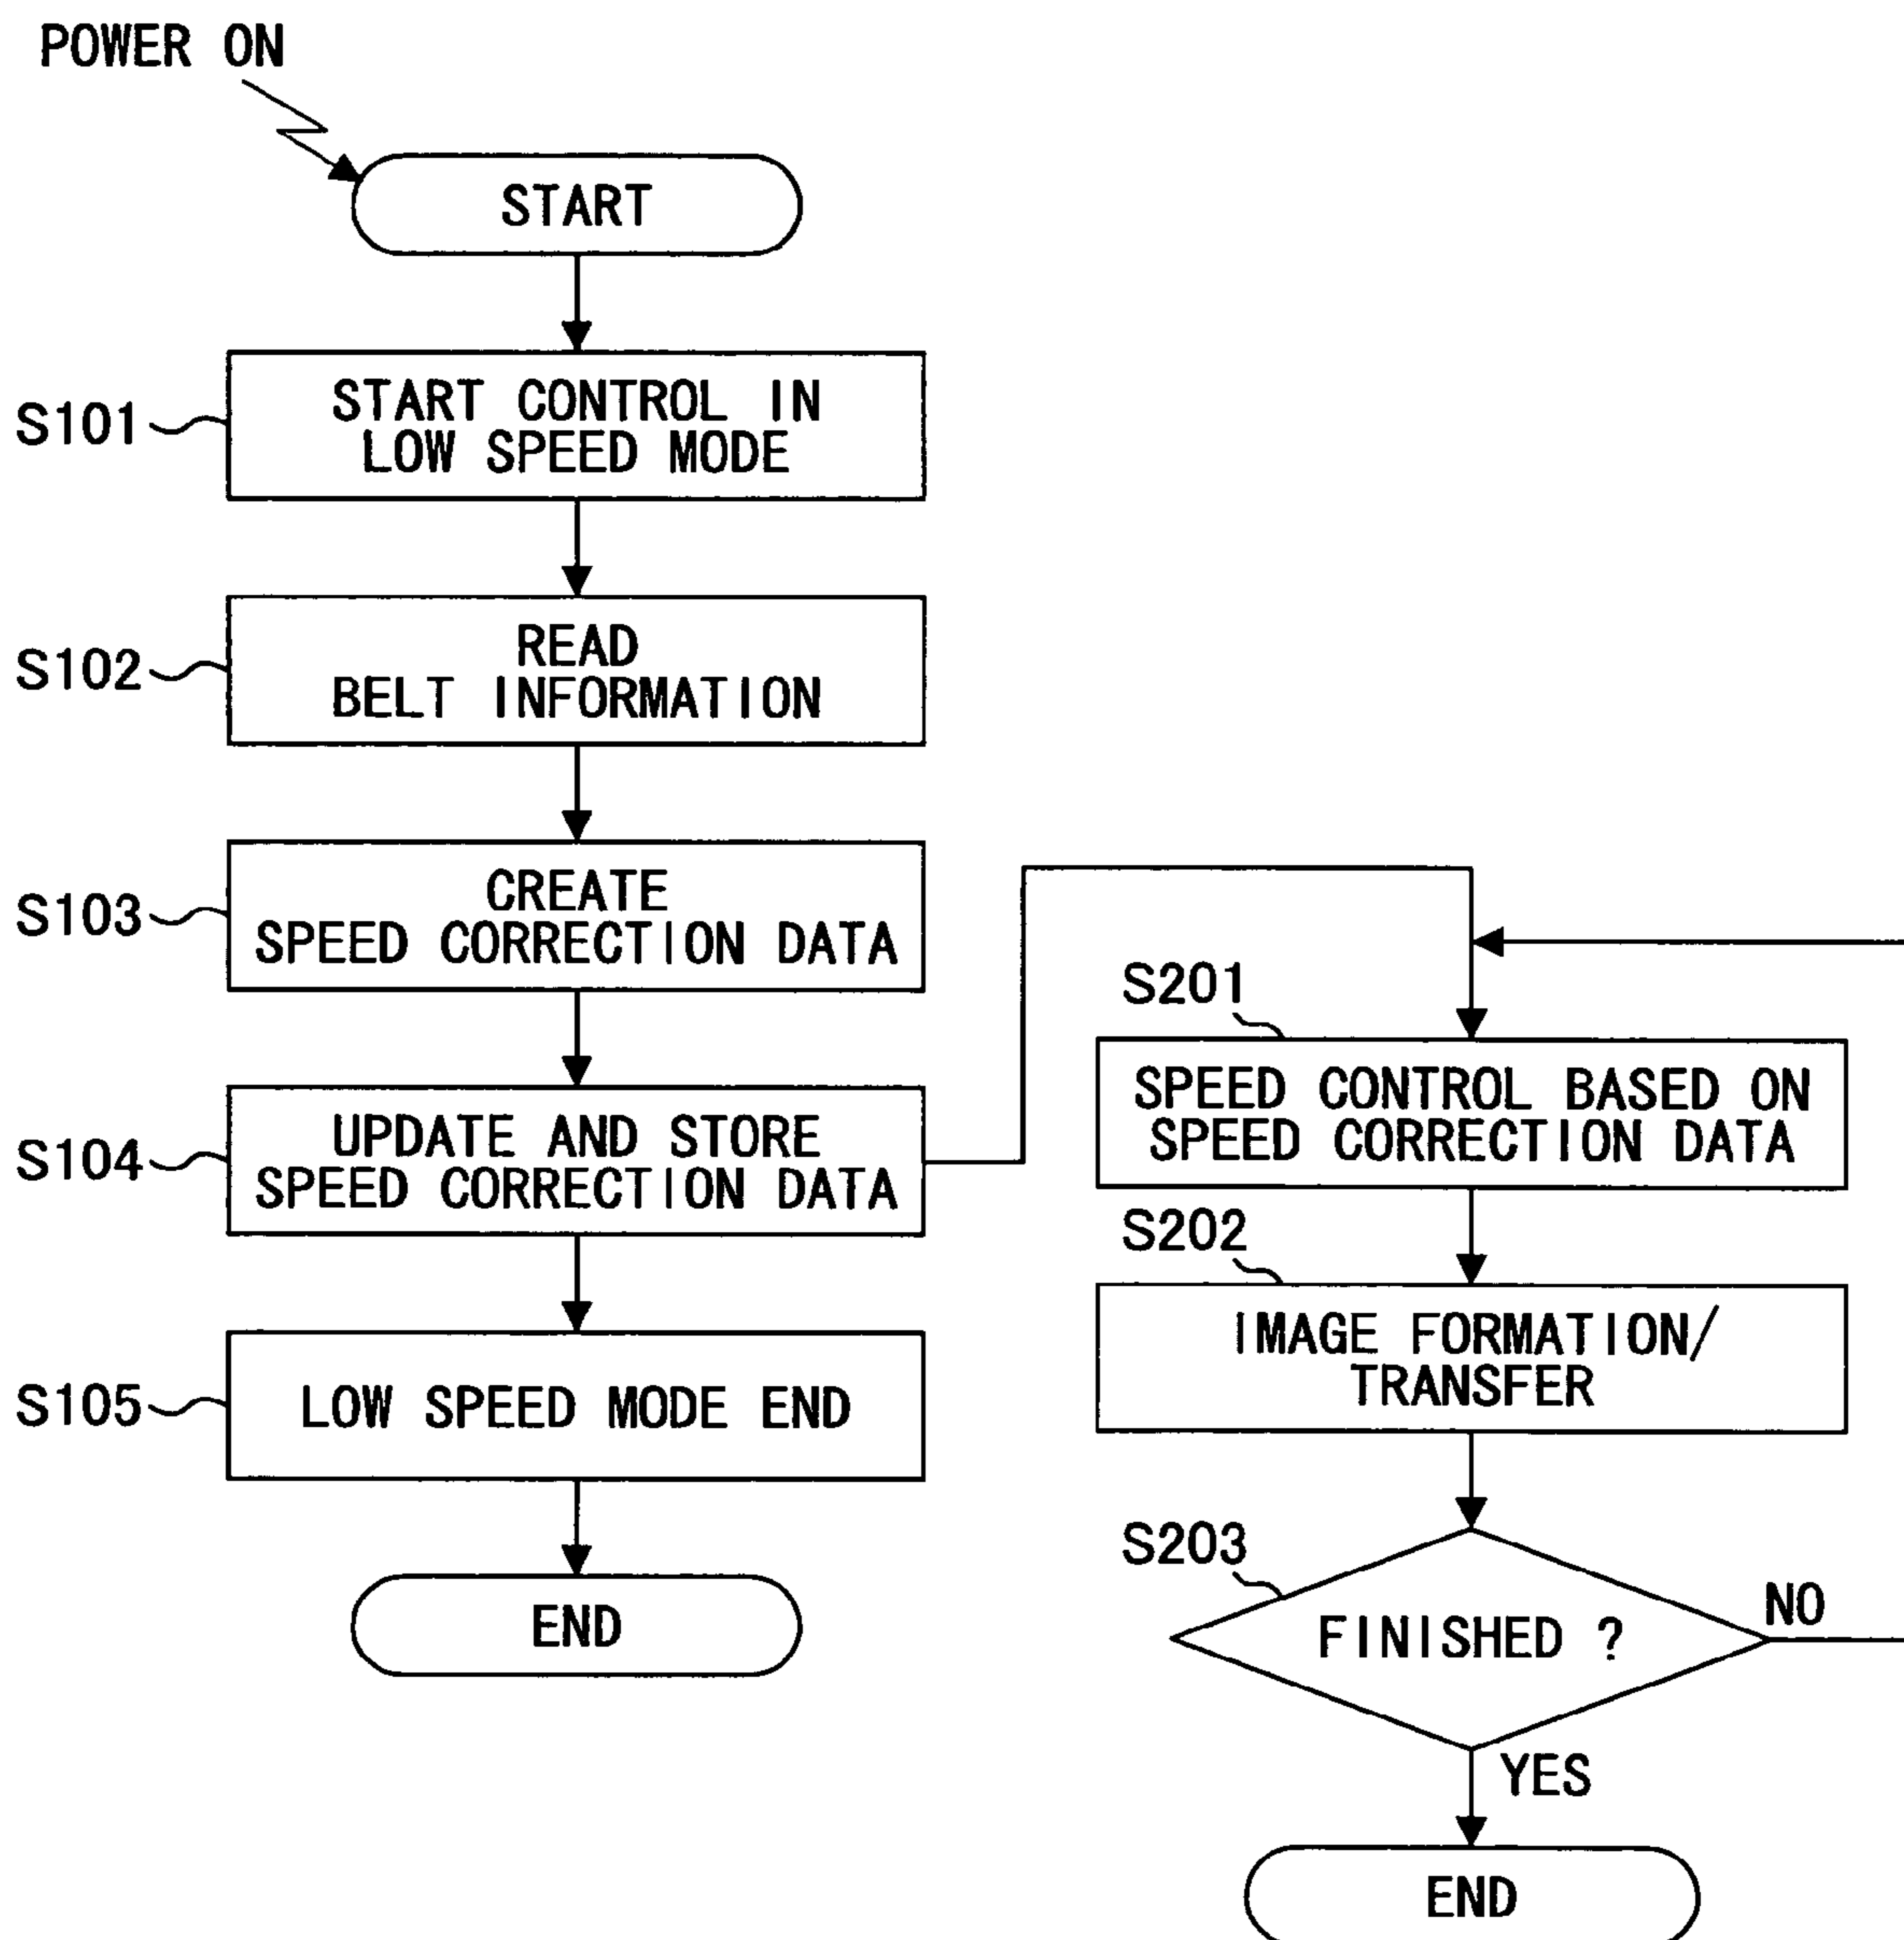 POWER ON
START
S101
START CONTROL IN
LOW SPEED MODE
S102
READ
BELT INFORMATION
S103
CREATE
SPEED CORRECTION DATA
S104
UPDATE AND STORE
SPEED CORRECTION DATA
S105
LOW SPEED MODE END
END
S201
SPEED CONTROL BASED ON
SPEED CORRECTION DATA
S202
IMAGE FORMATION/
TRANSFER
S203
FINISHED ?
NO
YES
END